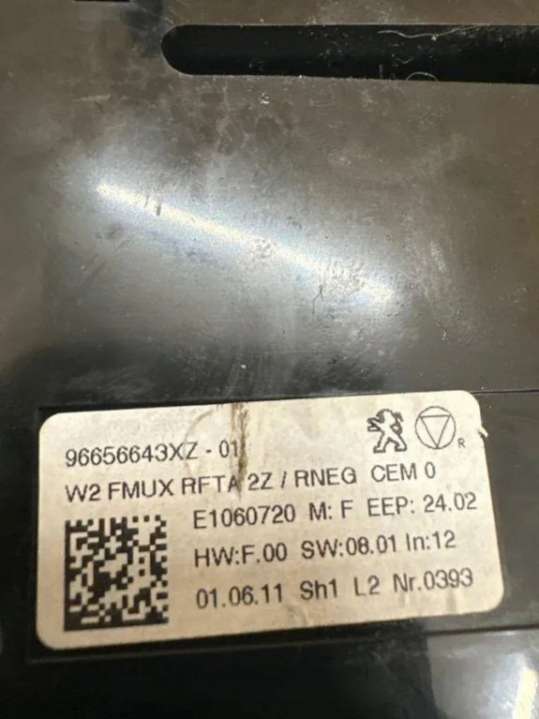 96656643XZ - 01
W2 FMUX RFTA 2Z / RNEG CEM 0
E1060720 M: F EEP: 24.02
HW:F.00 SW:08.01 In:12
01.06.11 Sh1 L2 Nr.0393
R